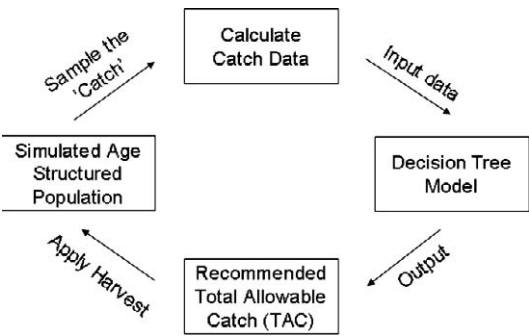 Calculate
Catch Data
Sample the
'Catch'
Input data
Simulated Age
Structured
Population
Decision Tree
Model
Apply Harvest
Recommended
Total Allowable
Catch (TAC)
Output